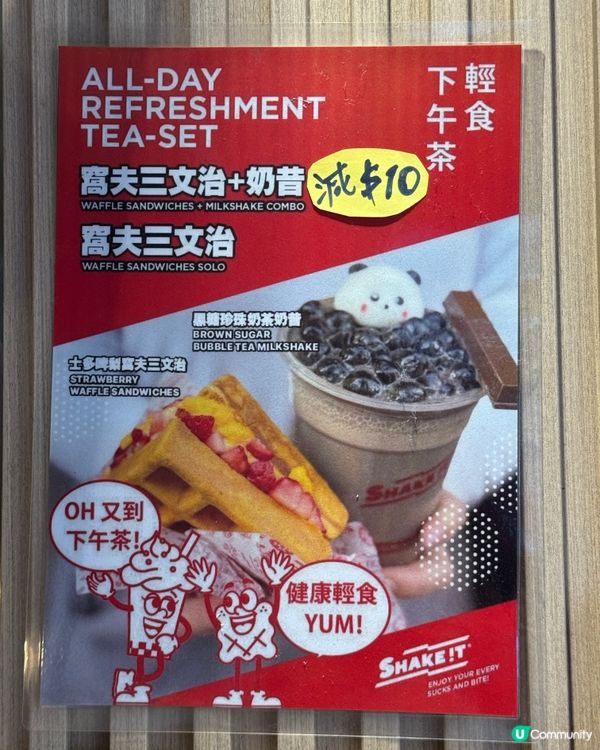 ALL-DAY
REFRESHMENT
TEA-SET
輕食
下午茶
窩夫三文治+奶昔
減$10
WAFFLE SANDWICHES + MILKSHAKE COMBO
窩夫三文治
WAFFLE SANDWICHES SOLO
黑糖珍珠奶茶奶昔
BROWN SUGAR
BUBBLE TEA MILKSHAKE
士多啤梨窩夫三文治
STRAWBERRY
WAFFLE SANDWICHES
SHAKE!T
OH 又到
下午茶!
健康輕食
YUM!
SHAKE!T®
ENJOY YOUR EVERY
SUCKS AND BITE!
U Community